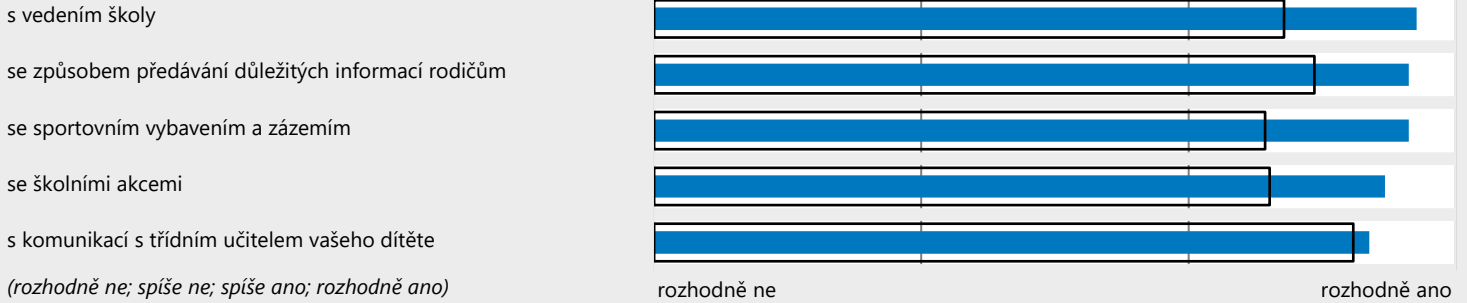 s vedením školy
se způsobem předávání důležitých informací rodičům
se sportovním vybavením a zázemím
se školními akcemi
s komunikací s třídním učitelem vašeho dítěte
(rozhodně ne; spíše ne; spíše ano; rozhodně ano)
rozhodně ne rozhodně ano